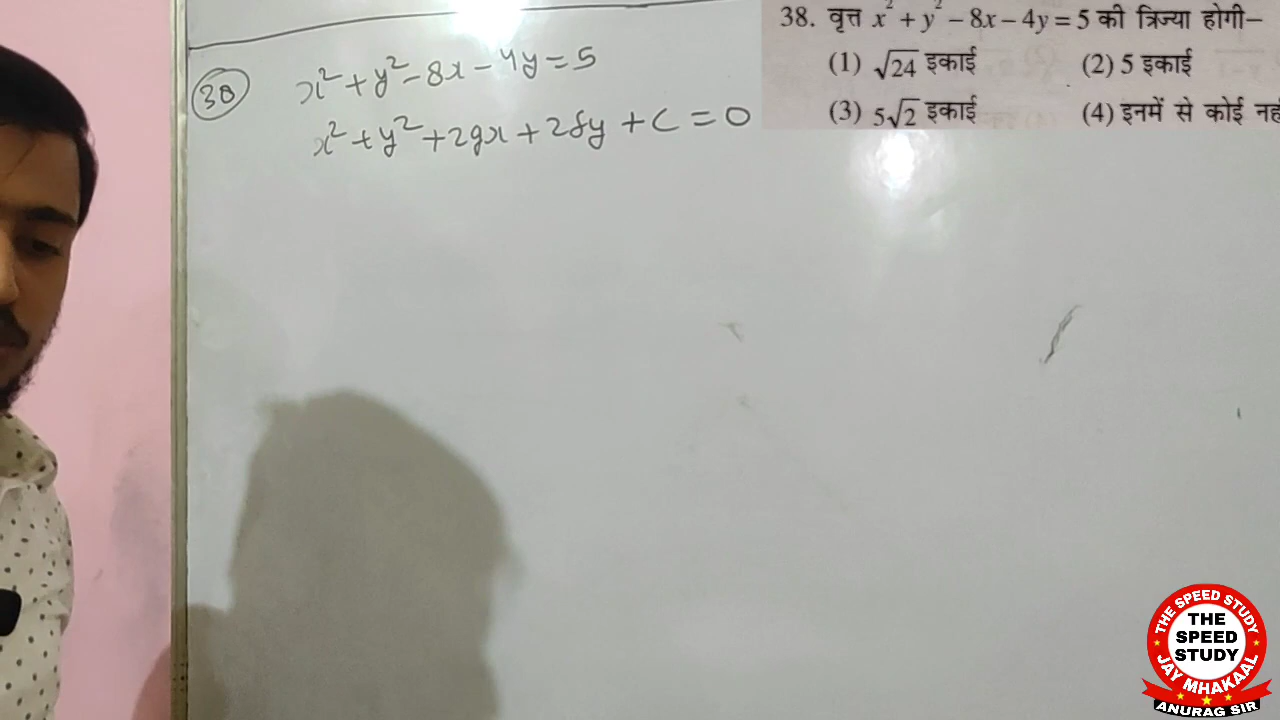 38. वृत्त x² + y² – 8x – 4y = 5 की त्रिज्या होगी–
(1) √24 इकाई (2) 5 इकाई
(3) 5√2 इकाई (4) इनमें से कोई नह
38 x² + y² – 8x – 4y = 5
x² + y² + 2gx + 2fy + c = 0
THE SPEED STUDY
THE
SPEED
STUDY
JAY MHAKAAL
ANURAG SIR